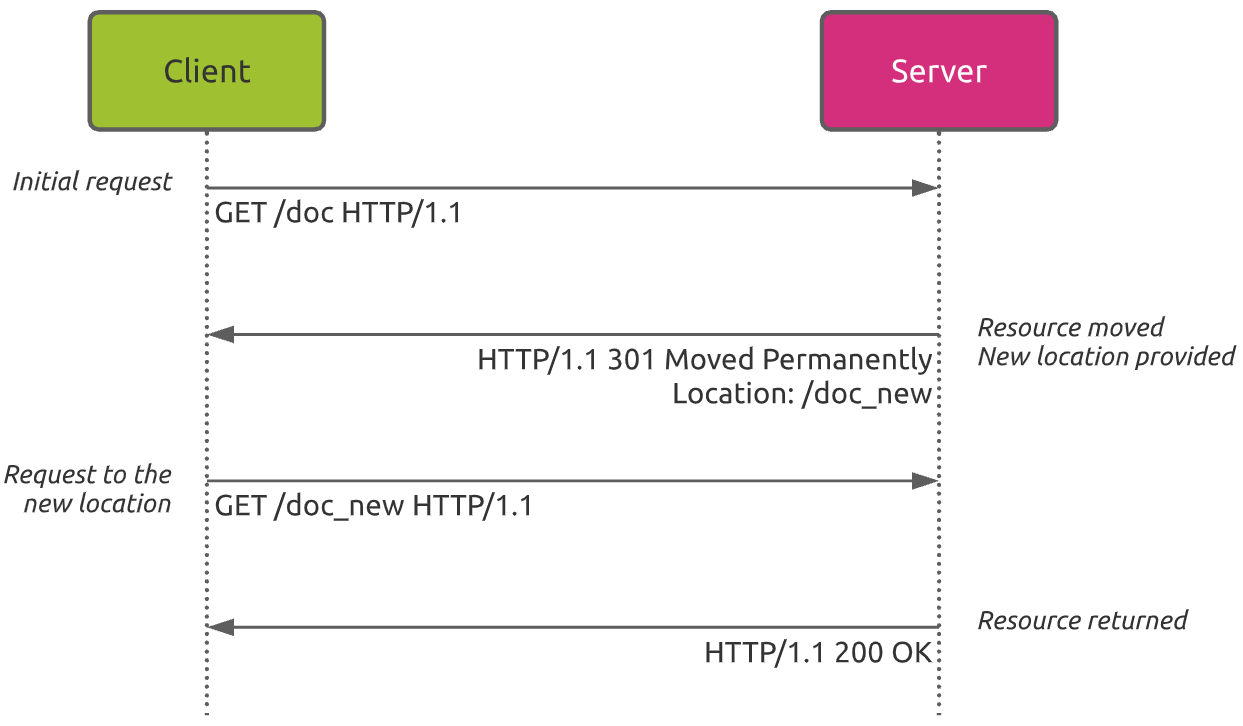 Client
Server
Initial request
GET /doc HTTP/1.1
Resource moved
New location provided
HTTP/1.1 301 Moved Permanently
Location: /doc_new
Request to the
new location
GET /doc_new HTTP/1.1
Resource returned
HTTP/1.1 200 OK